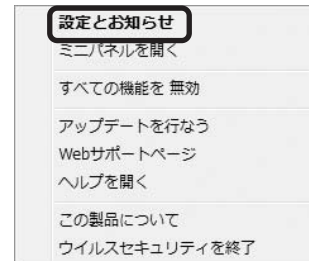 設定とお知らせ
ミニパネルを開く
すべての機能を 無効
アップデートを行なう
Webサポートページ
ヘルプを開く
この製品について
ウイルスセキュリティを終了